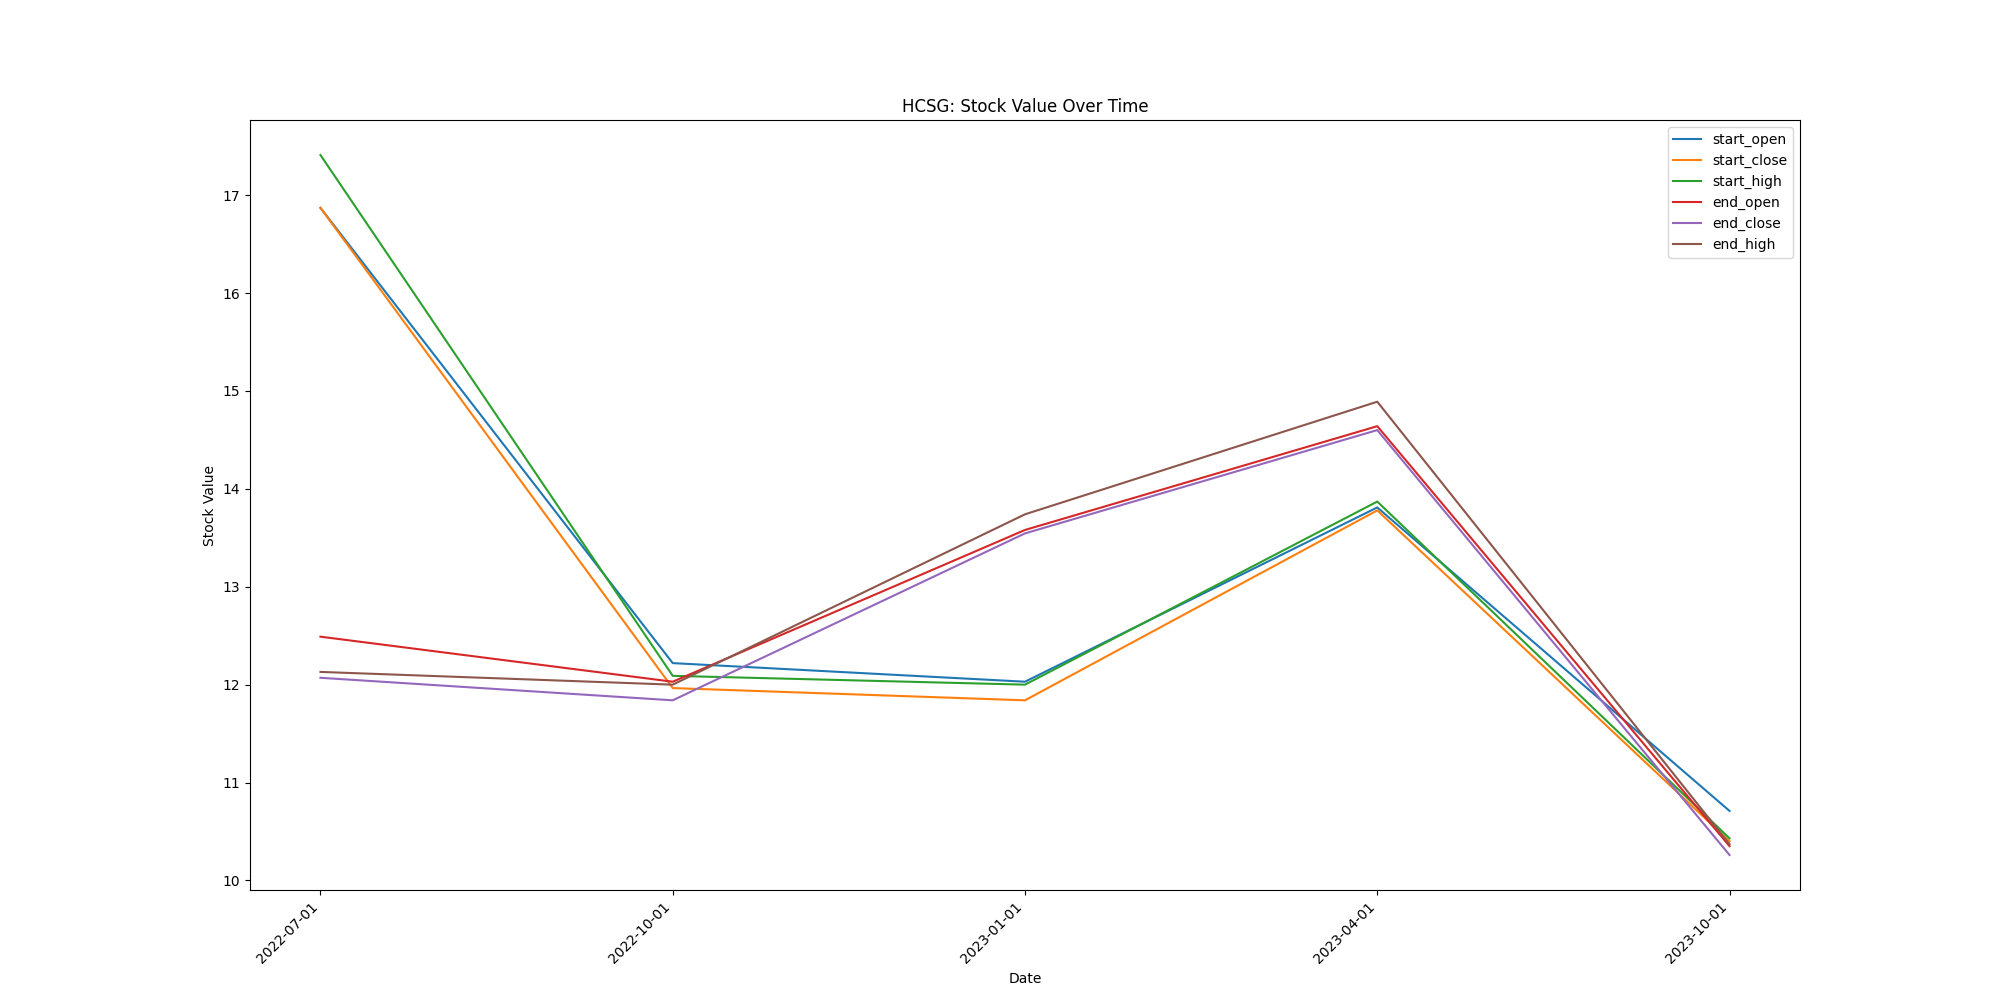 HCSG: Stock Value Over Time
start_open
start_close
start_high
end_open
end_close
end_high
Stock Value
17
16
15
14
13
12
11
10
2022-07-01
2022-10-01
2023-01-01
2023-04-01
2023-10-01
Date